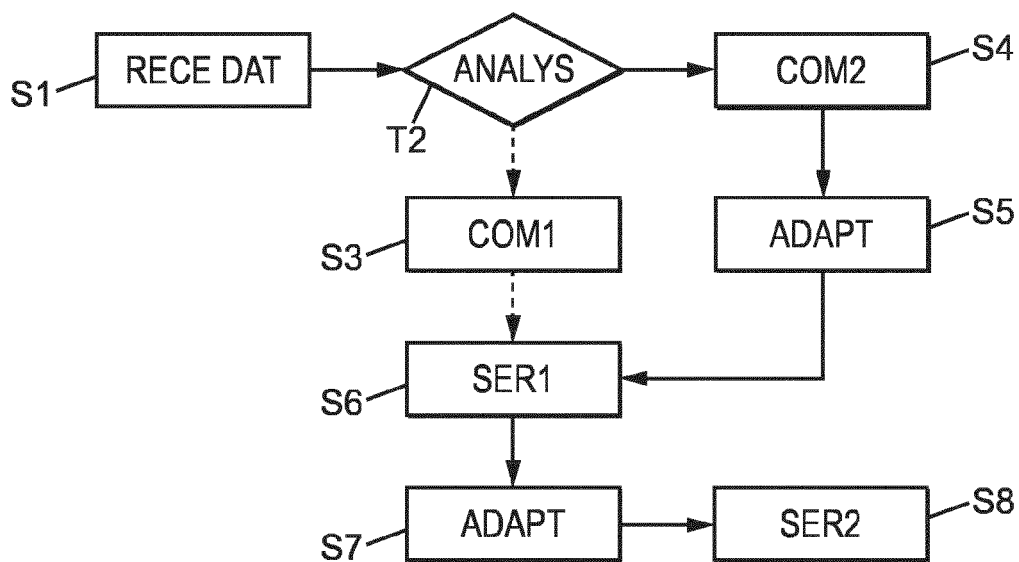 RECE DAT
S1
ANALYS
T2
COM2
S4
COM1
S3
ADAPT
S5
SER1
S6
ADAPT
S7
SER2
S8